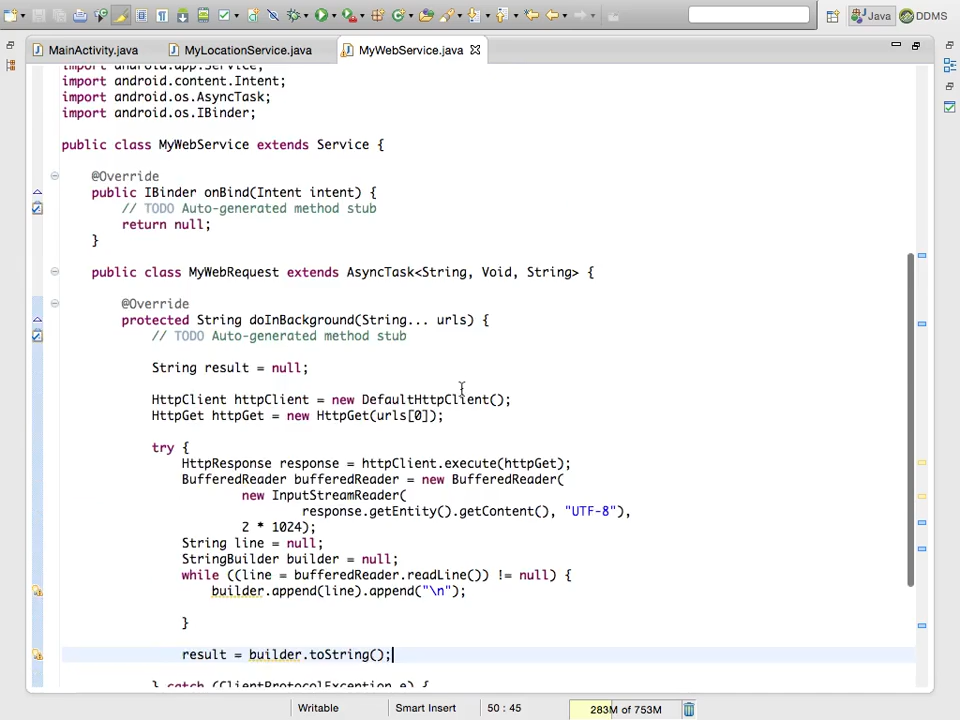 Java
DDMS
MainActivity.java
MyLocationService.java
MyWebService.java
import android.app.Service;
import android.content.Intent;
import android.os.AsyncTask;
import android.os.IBinder;
public class MyWebService extends Service {
@Override
public IBinder onBind(Intent intent) {
// TODO Auto-generated method stub
return null;
}
public class MyWebRequest extends AsyncTask<String, Void, String> {
@Override
protected String doInBackground(String... urls) {
// TODO Auto-generated method stub
String result = null;
HttpClient httpClient = new DefaultHttpClient();
HttpGet httpGet = new HttpGet(urls[0]);
try {
HttpResponse response = httpClient.execute(httpGet);
BufferedReader bufferedReader = new BufferedReader(
new InputStreamReader(
response.getEntity().getContent(), "UTF-8"),
2 * 1024);
String line = null;
StringBuilder builder = null;
while ((line = bufferedReader.readLine()) != null) {
builder.append(line).append("\n");
}
result = builder.toString();
} catch (ClientProtocolException e) {
Writable
Smart Insert
50 : 45
283M of 753M